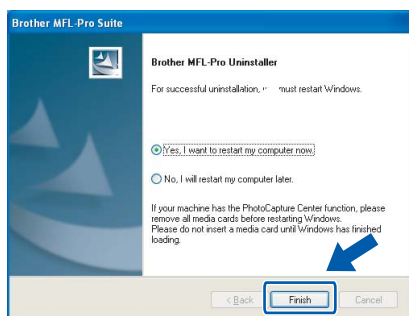 Brother MFL-Pro Suite
Brother MFL-Pro Uninstaller
For successful uninstallation, must restart Windows.
Yes, I want to restart my computer now.
No, I will restart my computer later.
If your machine has the PhotoCapture Center function, please
remove all media cards before restarting Windows.
Please do not insert a media card until Windows has finished
loading.
< Back
Finish
Cancel